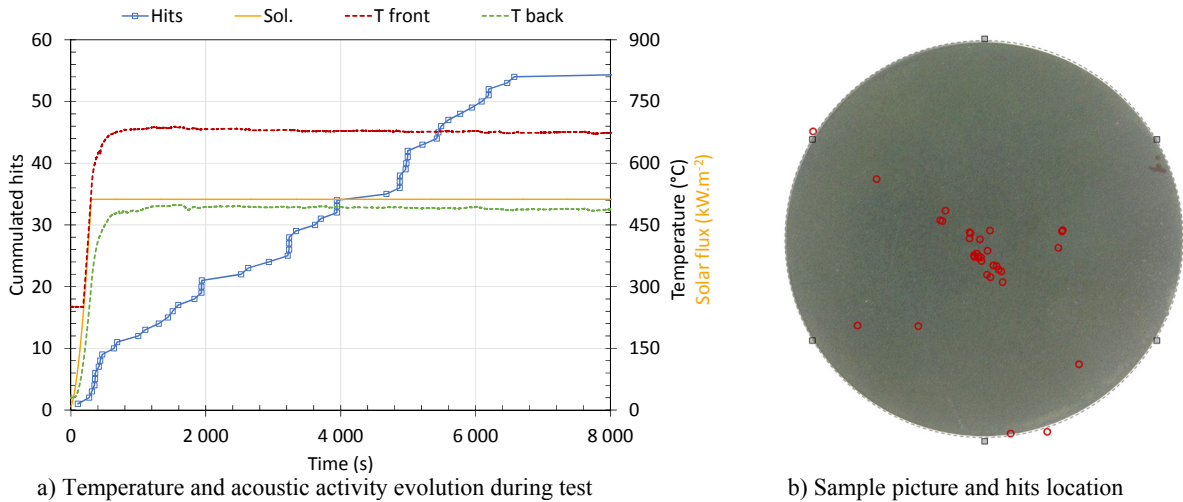 Hits Sol. T front T back
60 900
50 750
40 600
30 450
20 300
10 150
0 0
Cummulated hits
Temperature (°C)
Solar flux (kW.m⁻²)
0 2 000 4 000 6 000 8 000
Time (s)
a) Temperature and acoustic activity evolution during test
b) Sample picture and hits location